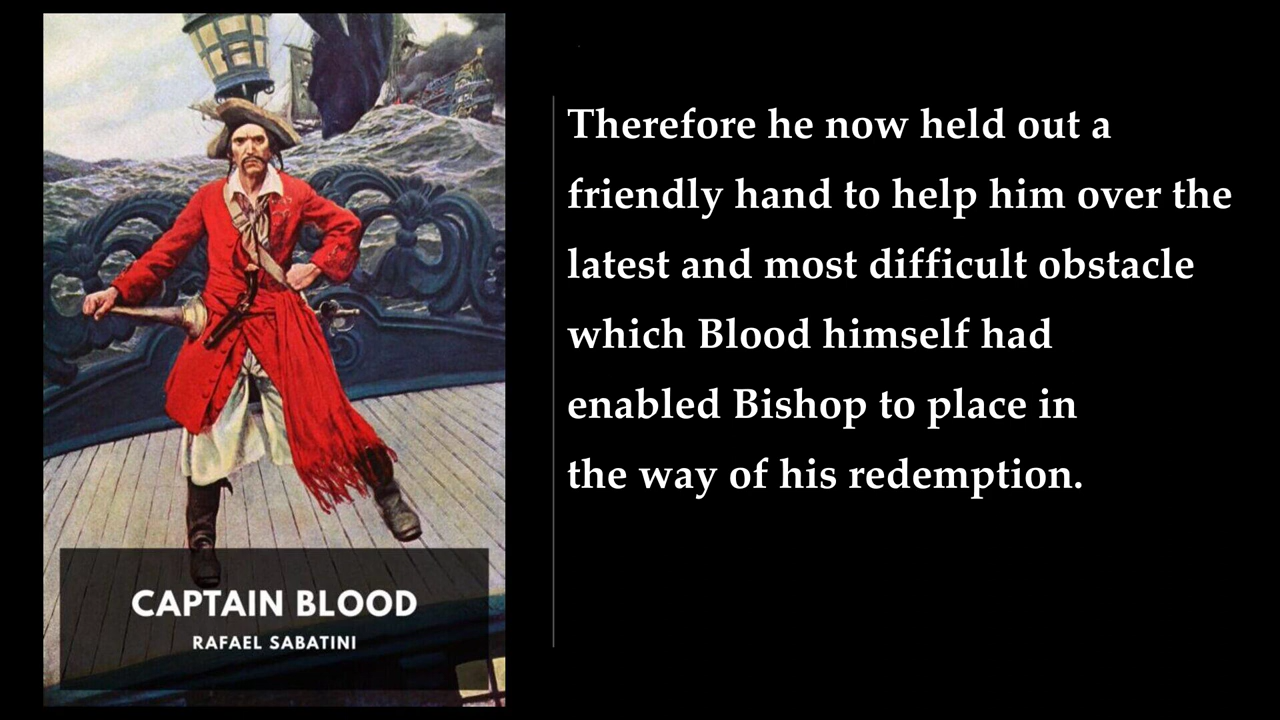 CAPTAIN BLOOD
RAFAEL SABATINI
Therefore he now held out a
friendly hand to help him over the
latest and most difficult obstacle
which Blood himself had
enabled Bishop to place in
the way of his redemption.